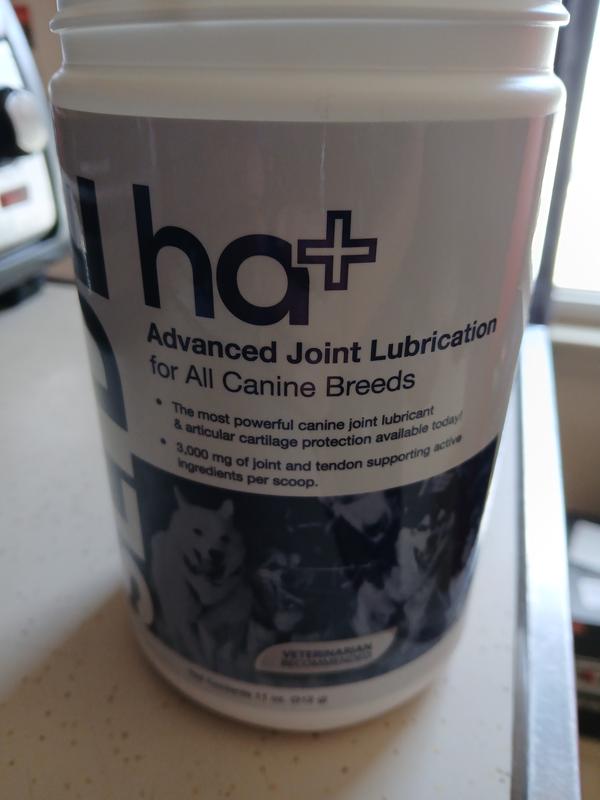 ha+
Advanced Joint Lubrication
for All Canine Breeds
• The most powerful canine joint lubricant
& articular cartilage protection available today!
• 3,000 mg of joint and tendon supporting active
ingredients per scoop.
VETERINARIAN
RECOMMENDED